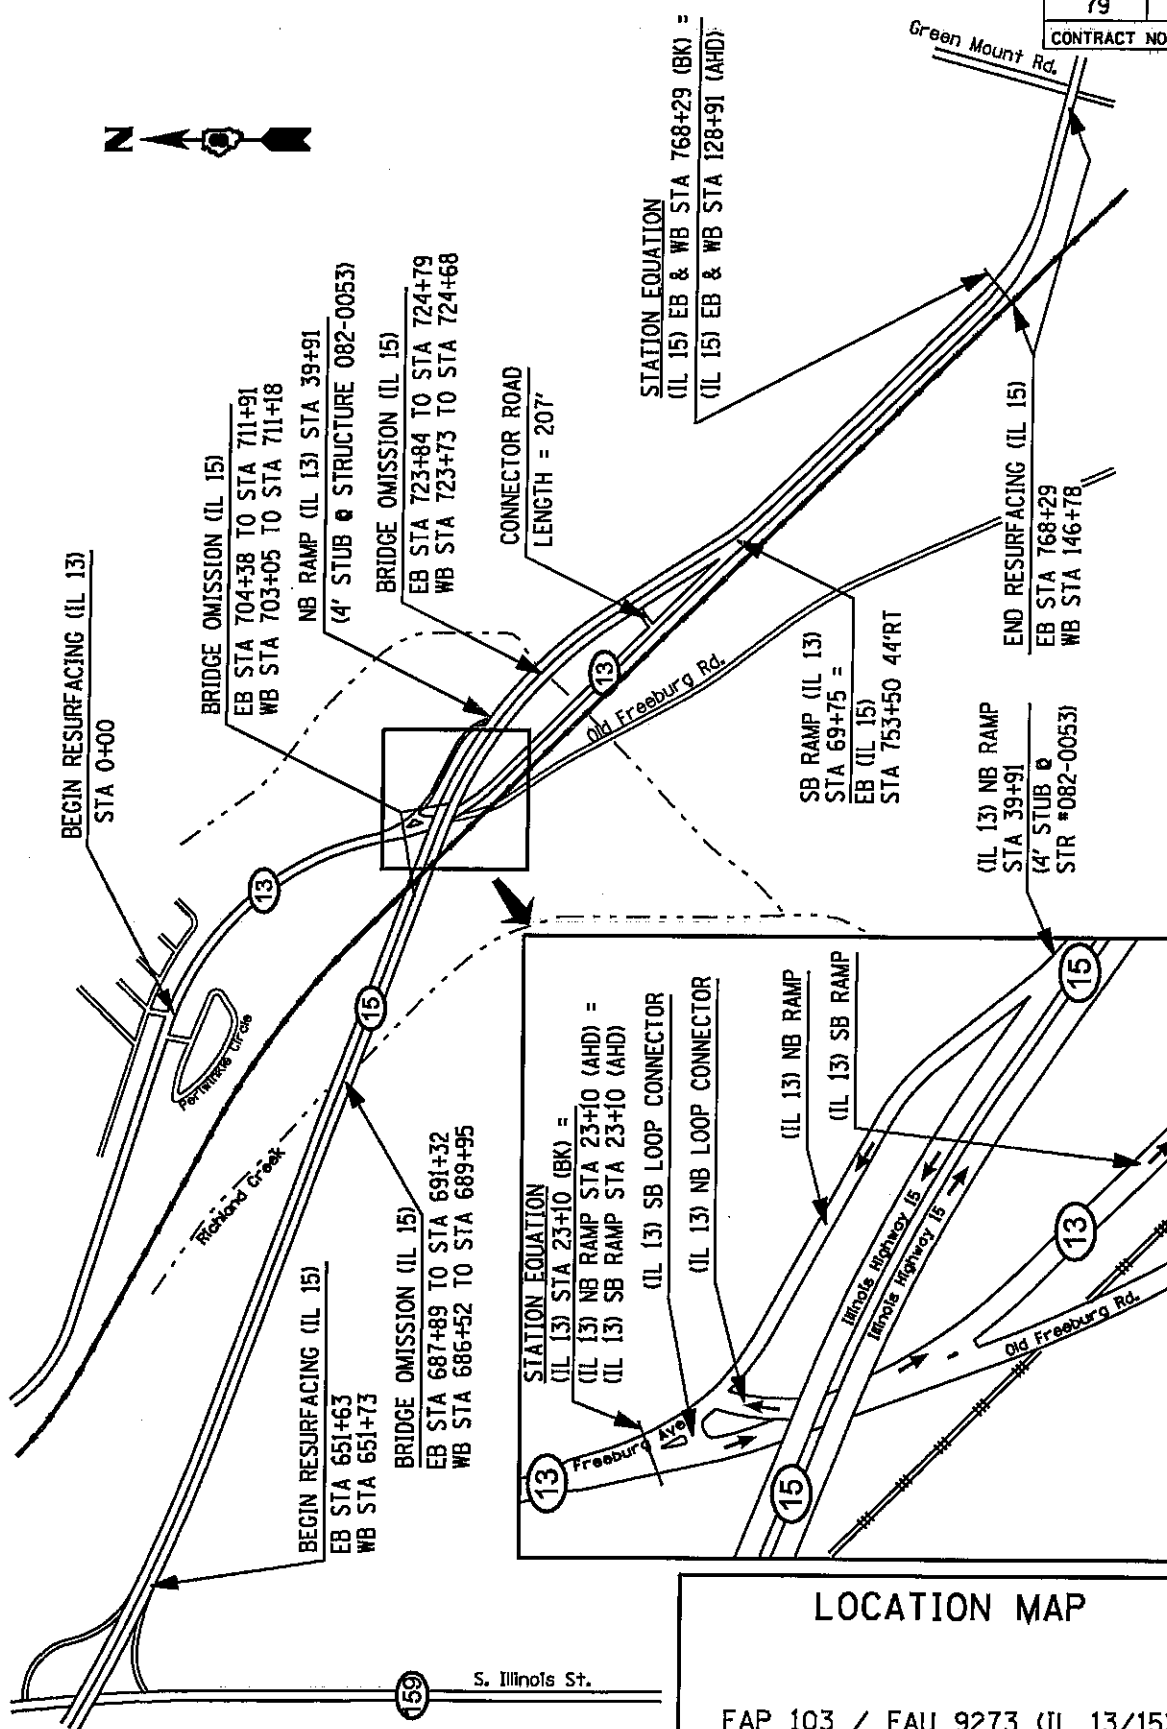 79
CONTRACT NO
N
BEGIN RESURFACING (IL 13)
STA 0+00
BRIDGE OMISSION (IL 15)
EB STA 704+38 TO STA 711+91
WB STA 703+05 TO STA 711+18
NB RAMP (IL 13) STA 39+91
(4' STUB @ STRUCTURE 082-0053)
BRIDGE OMISSION (IL 15)
EB STA 723+84 TO STA 724+79
WB STA 723+73 TO STA 724+68
CONNECTOR ROAD
LENGTH = 207'
STATION EQUATION
(IL 15) EB & WB STA 768+29 (BK) =
(IL 15) EB & WB STA 128+91 (AHD)
Green Mount Rd.
13
Periwinkle Circle
Richland Creek
15
13
Old Freeburg Rd.
BEGIN RESURFACING (IL 15)
EB STA 651+63
WB STA 651+73
BRIDGE OMISSION (IL 15)
EB STA 687+89 TO STA 691+32
WB STA 686+52 TO STA 689+95
SB RAMP (IL 13)
STA 69+75 =
EB (IL 15)
STA 753+50 44'RT
END RESURFACING (IL 15)
EB STA 768+29
WB STA 146+78
(IL 13) NB RAMP
STA 39+91
(4' STUB @
STR #082-0053)
STATION EQUATION
(IL 13) STA 23+10 (BK) =
(IL 13) NB RAMP STA 23+10 (AHD) =
(IL 13) SB RAMP STA 23+10 (AHD)
(IL 13) SB LOOP CONNECTOR
(IL 13) NB LOOP CONNECTOR
(IL 13) NB RAMP
(IL 13) SB RAMP
13
Freeburg Ave
15
Illinois Highway 15
Illinois Highway 15
15
13
Old Freeburg Rd.
159
S. Illinois St.
LOCATION MAP
FAP 103 / FAU 9273 (IL 13/15)